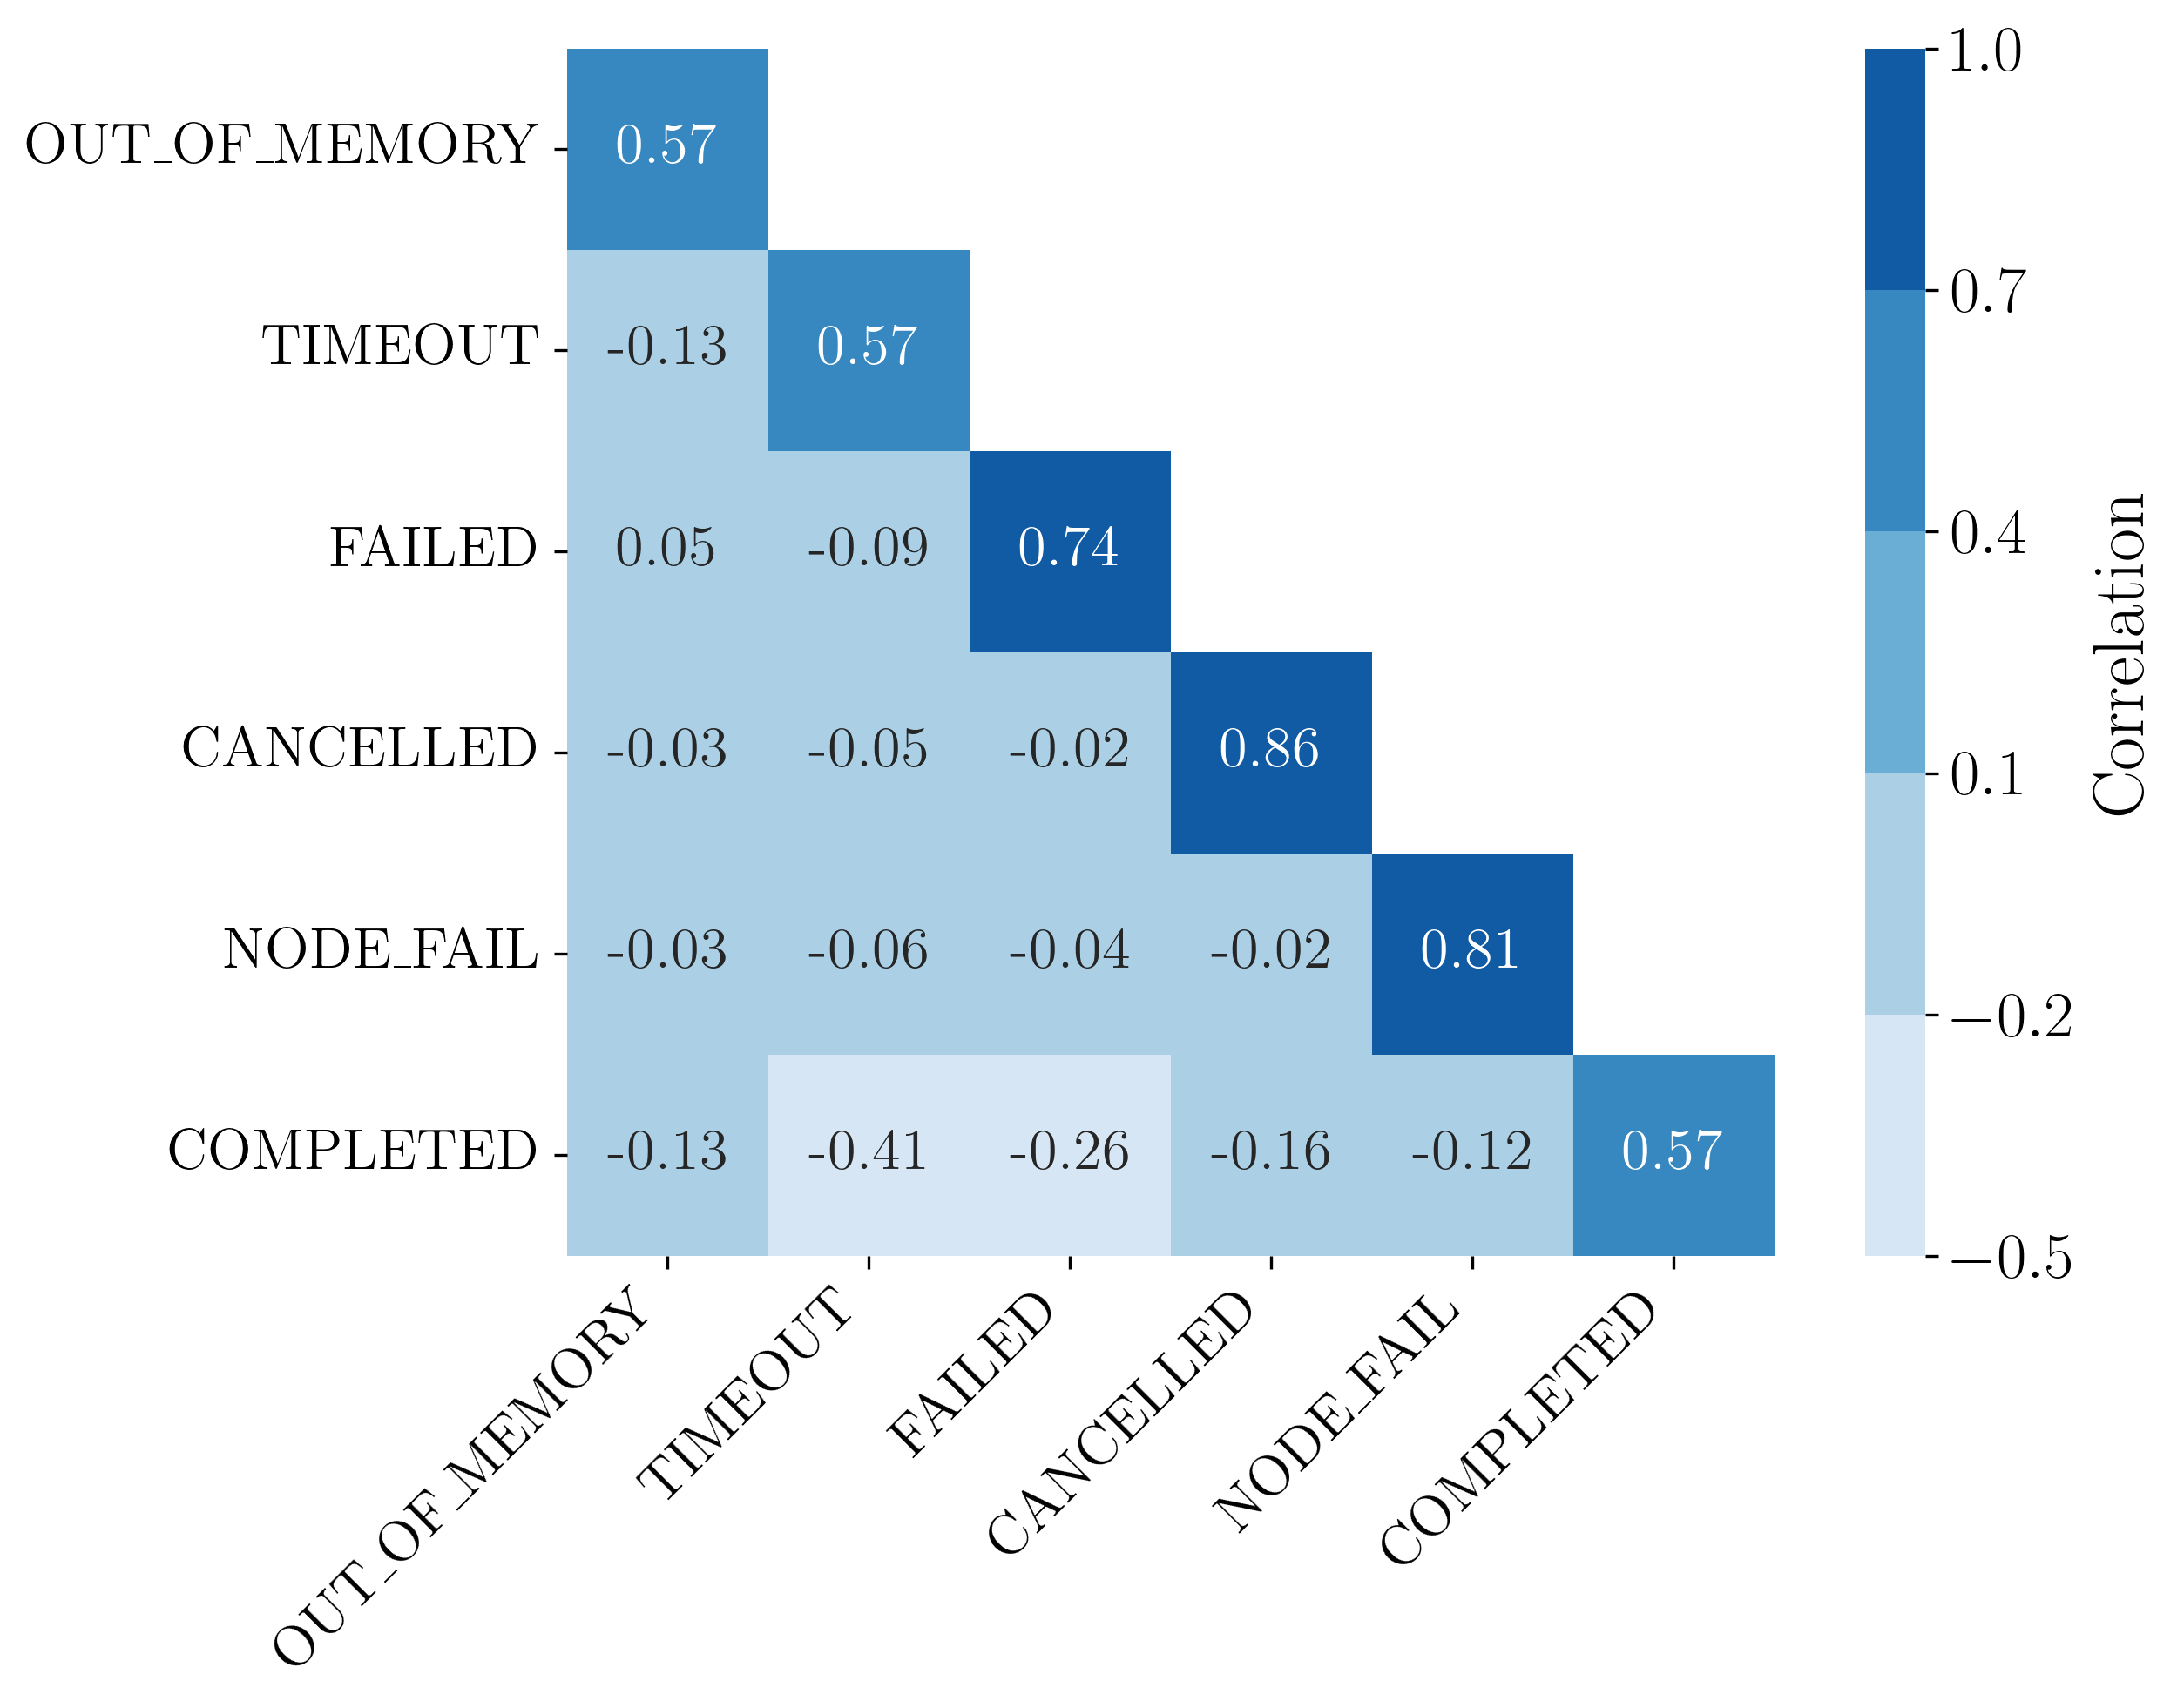 OUT_OF_MEMORY 0.57
TIMEOUT -0.13 0.57
FAILED 0.05 -0.09 0.74
CANCELLED -0.03 -0.05 -0.02 0.86
NODE_FAIL -0.03 -0.06 -0.04 -0.02 0.81
COMPLETED -0.13 -0.41 -0.26 -0.16 -0.12 0.57
OUT_OF_MEMORY
TIMEOUT
FAILED
CANCELLED
NODE_FAIL
COMPLETED
1.0
0.7
0.4
0.1
−0.2
−0.5
Correlation